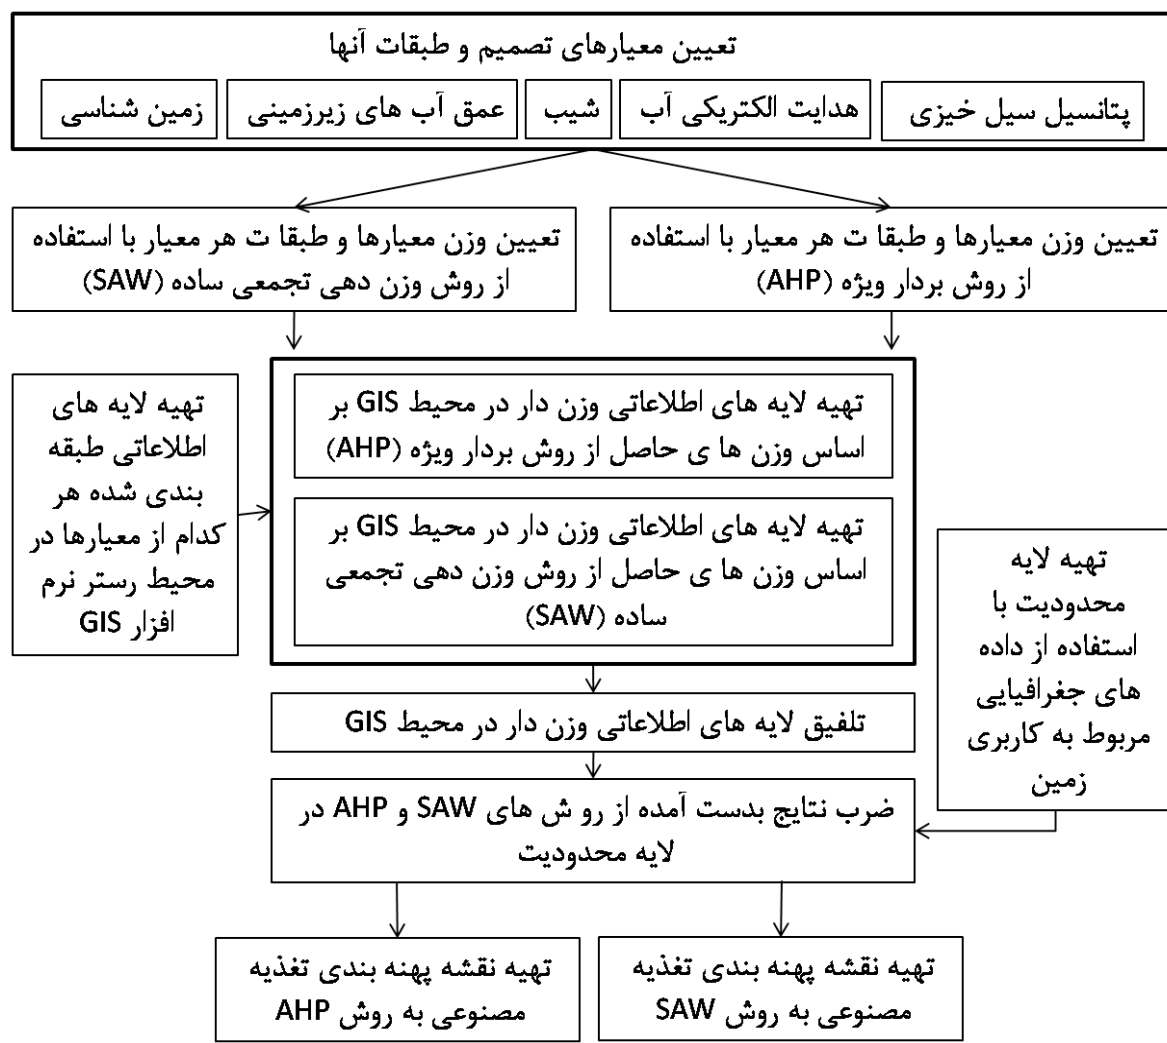 تعیین معیارهای تصمیم و طبقات آنها
پتانسیل سیل خیزی
هدایت الکتریکی آب
شیب
عمق آب های زیرزمینی
زمین شناسی
تعیین وزن معیارها و طبقا ت هر معیار با استفاده
از روش بردار ویژه (AHP)
تعیین وزن معیارها و طبقا ت هر معیار با استفاده
از روش وزن دهی تجمعی ساده (SAW)
تهیه لایه های
اطلاعاتی طبقه
بندی شده هر
کدام از معیارها در
محیط رستر نرم
افزار GIS
تهیه لایه های اطلاعاتی وزن دار در محیط GIS بر
اساس وزن ها ی حاصل از روش بردار ویژه (AHP)
تهیه لایه های اطلاعاتی وزن دار در محیط GIS بر
اساس وزن ها ی حاصل از روش وزن دهی تجمعی
ساده (SAW)
تهیه لایه
محدودیت با
استفاده از داده
های جغرافیایی
مربوط به کاربری
زمین
تلفیق لایه های اطلاعاتی وزن دار در محیط GIS
ضرب نتایج بدست آمده از رو ش های SAW و AHP در
لایه محدودیت
تهیه نقشه پهنه بندی تغذیه
مصنوعی به روش SAW
تهیه نقشه پهنه بندی تغذیه
مصنوعی به روش AHP